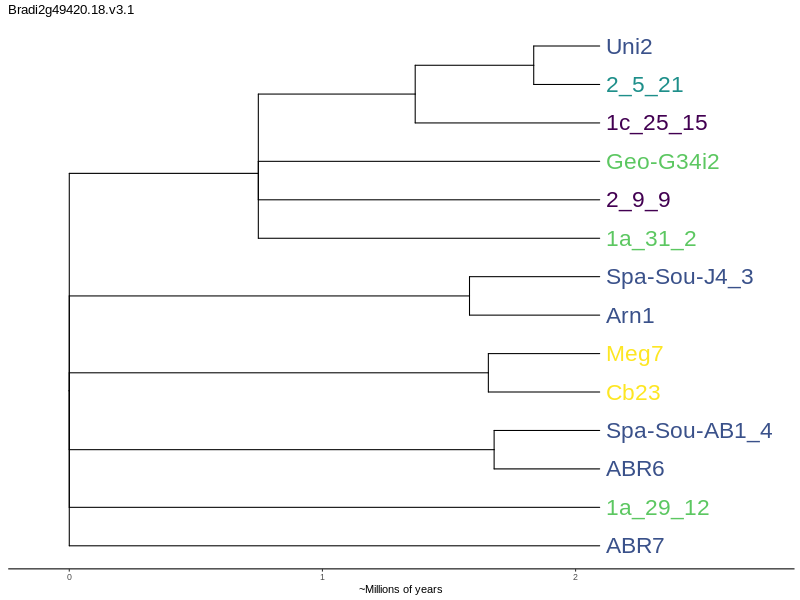 Bradi2g49420.18.v3.1
Uni2
2_5_21
1c_25_15
Geo-G34i2
2_9_9
1a_31_2
Spa-Sou-J4_3
Arn1
Meg7
Cb23
Spa-Sou-AB1_4
ABR6
1a_29_12
ABR7
0 1 2
~Millions of years